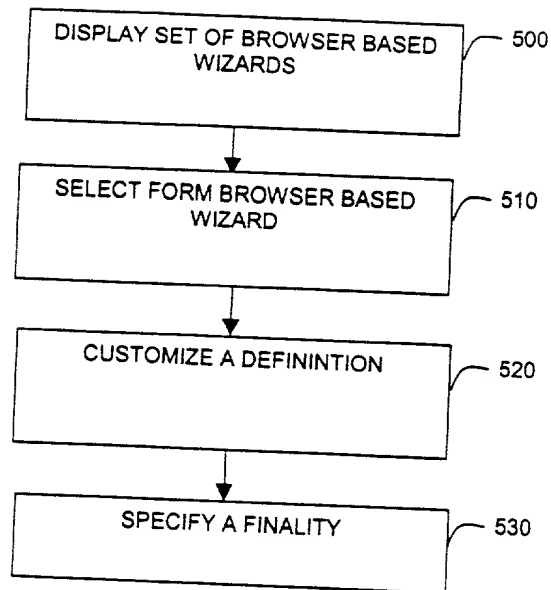 DISPLAY SET OF BROWSER BASED
WIZARDS
500
SELECT FORM BROWSER BASED
WIZARD
510
CUSTOMIZE A DEFININTION
520
SPECIFY A FINALITY
530